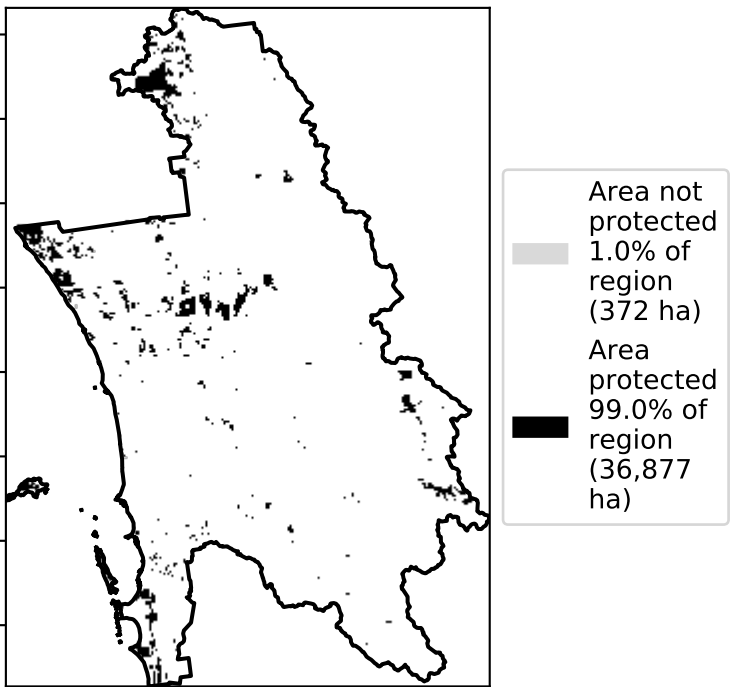 Area not
protected
1.0% of
region
(372 ha)
Area
protected
99.0% of
region
(36,877
ha)